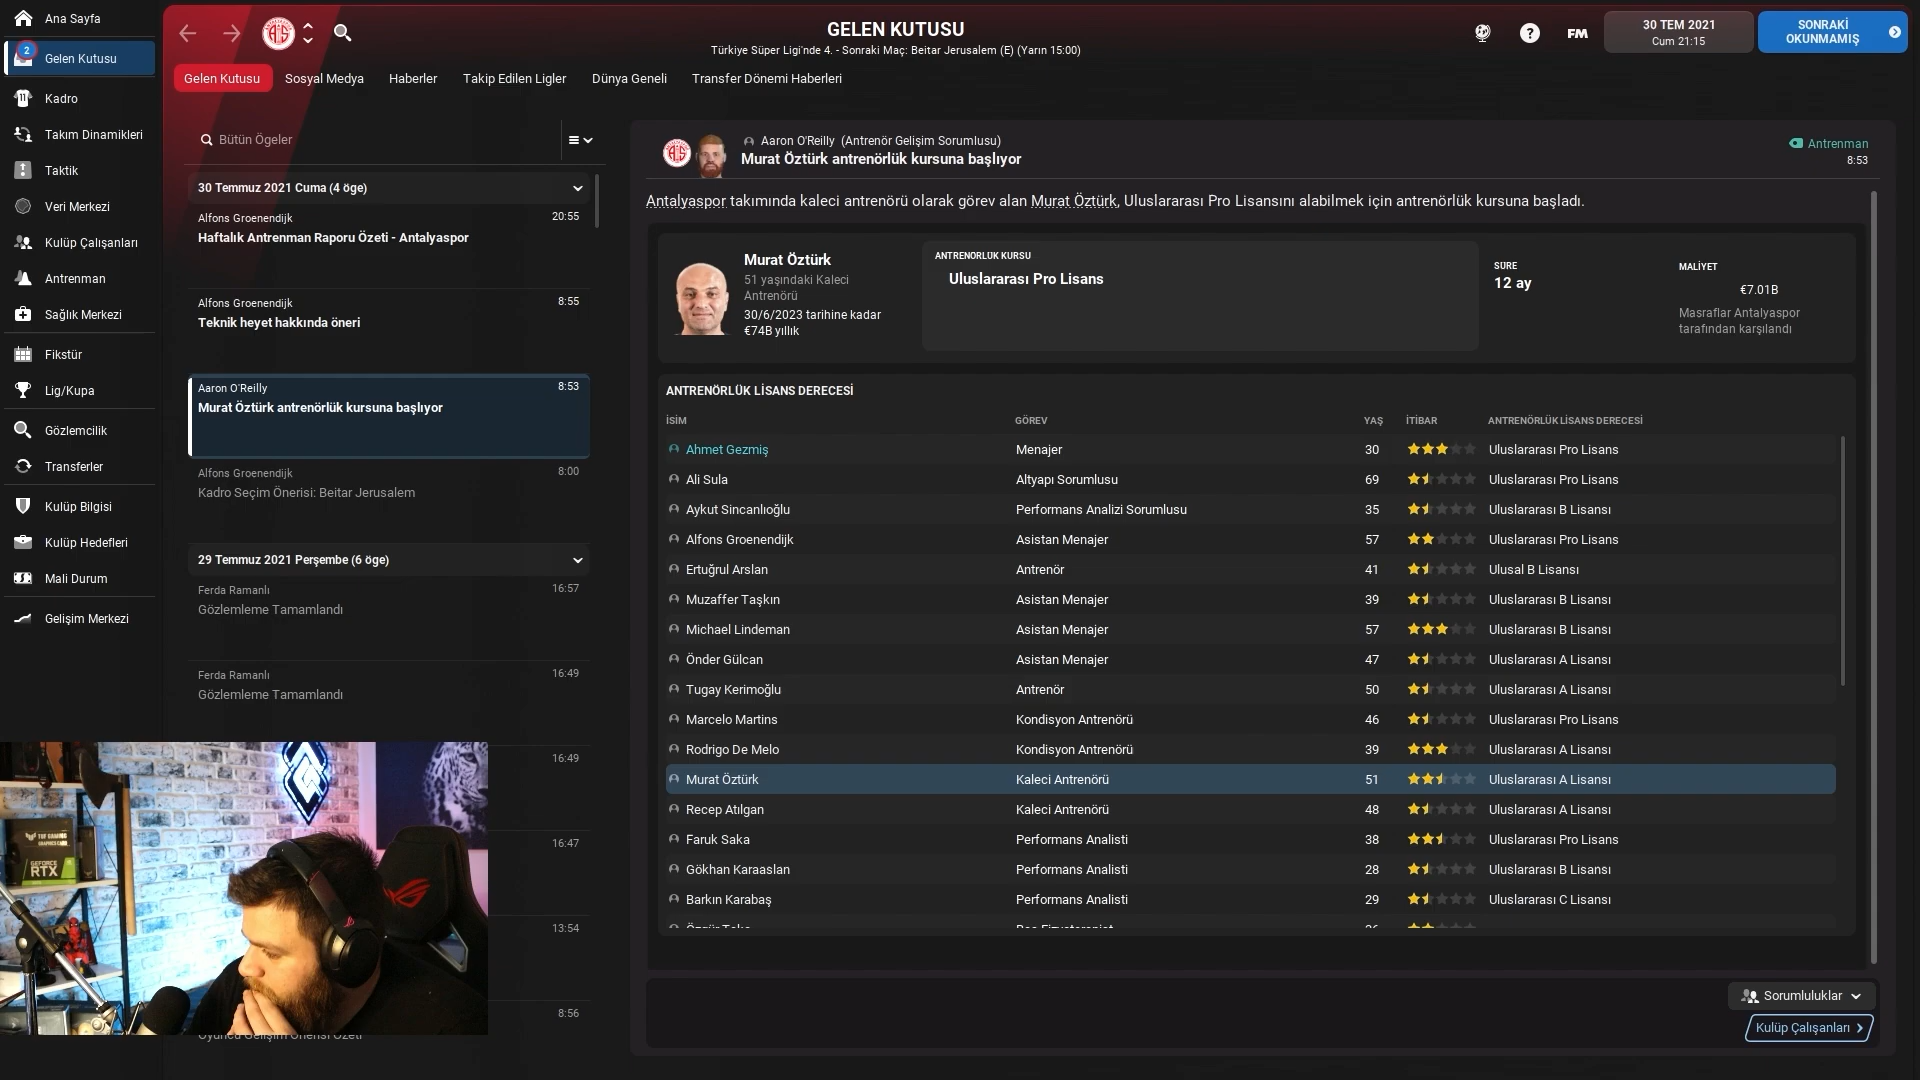 Ana Sayfa
2
Gelen Kutusu
Kadro
Takım Dinamikleri
Taktik
Veri Merkezi
Kulüp Çalışanları
Antrenman
Sağlık Merkezi
Fikstür
Lig/Kupa
Gözlemcilik
Transferler
Kulüp Bilgisi
Kulüp Hedefleri
Mali Durum
Gelişim Merkezi
GELEN KUTUSU
Türkiye Süper Ligi'nde 4. - Sonraki Maç: Beitar Jerusalem (E) (Yarın 15:00)
FM
30 TEM 2021
Cum 21:15
SONRAKİ
OKUNMAMIŞ
Gelen Kutusu Sosyal Medya Haberler Takip Edilen Ligler Dünya Geneli Transfer Dönemi Haberleri
Bütün Ögeler
30 Temmuz 2021 Cuma (4 öge)
Alfons Groenendijk 20:55
Haftalık Antrenman Raporu Özeti - Antalyaspor
Alfons Groenendijk 8:55
Teknik heyet hakkında öneri
Aaron O'Reilly 8:53
Murat Öztürk antrenörlük kursuna başlıyor
Alfons Groenendijk 8:00
Kadro Seçim Önerisi: Beitar Jerusalem
29 Temmuz 2021 Perşembe (6 öge)
Ferda Ramanlı 16:57
Gözlemleme Tamamlandı
Ferda Ramanlı 16:49
Gözlemleme Tamamlandı
16:49
16:47
13:54
8:56
Oyuncu Gelişim Önerisi Özeti
GEFORCE
RTX
Aaron O'Reilly (Antrenör Gelişim Sorumlusu)
Murat Öztürk antrenörlük kursuna başlıyor
Antrenman
8:53
Antalyaspor takımında kaleci antrenörü olarak görev alan Murat Öztürk, Uluslararası Pro Lisansını alabilmek için antrenörlük kursuna başladı.
Murat Öztürk
51 yaşındaki Kaleci
Antrenörü
30/6/2023 tarihine kadar
€74B yıllık
ANTRENÖRLÜK KURSU
Uluslararası Pro Lisans
SÜRE
12 ay
MALİYET
€7.01B
Masraflar Antalyaspor
tarafından karşılandı
ANTRENÖRLÜK LİSANS DERECESİ
İSİM GÖREV YAŞ İTİBAR ANTRENÖRLÜK LİSANS DERECESİ
Ahmet Gezmiş Menajer 30 Uluslararası Pro Lisans
Ali Sula Altyapı Sorumlusu 69 Uluslararası Pro Lisans
Aykut Sincanlıoğlu Performans Analizi Sorumlusu 35 Uluslararası B Lisansı
Alfons Groenendijk Asistan Menajer 57 Uluslararası Pro Lisans
Ertuğrul Arslan Antrenör 41 Ulusal B Lisansı
Muzaffer Taşkın Asistan Menajer 39 Uluslararası B Lisansı
Michael Lindeman Asistan Menajer 57 Uluslararası B Lisansı
Önder Gülcan Asistan Menajer 47 Uluslararası A Lisansı
Tugay Kerimoğlu Antrenör 50 Uluslararası A Lisansı
Marcelo Martins Kondisyon Antrenörü 46 Uluslararası Pro Lisans
Rodrigo De Melo Kondisyon Antrenörü 39 Uluslararası A Lisansı
Murat Öztürk Kaleci Antrenörü 51 Uluslararası A Lisansı
Recep Atılgan Kaleci Antrenörü 48 Uluslararası A Lisansı
Faruk Saka Performans Analisti 38 Uluslararası Pro Lisans
Gökhan Karaaslan Performans Analisti 28 Uluslararası B Lisansı
Barkın Karabaş Performans Analisti 29 Uluslararası C Lisansı
Sorumluluklar
Kulüp Çalışanları